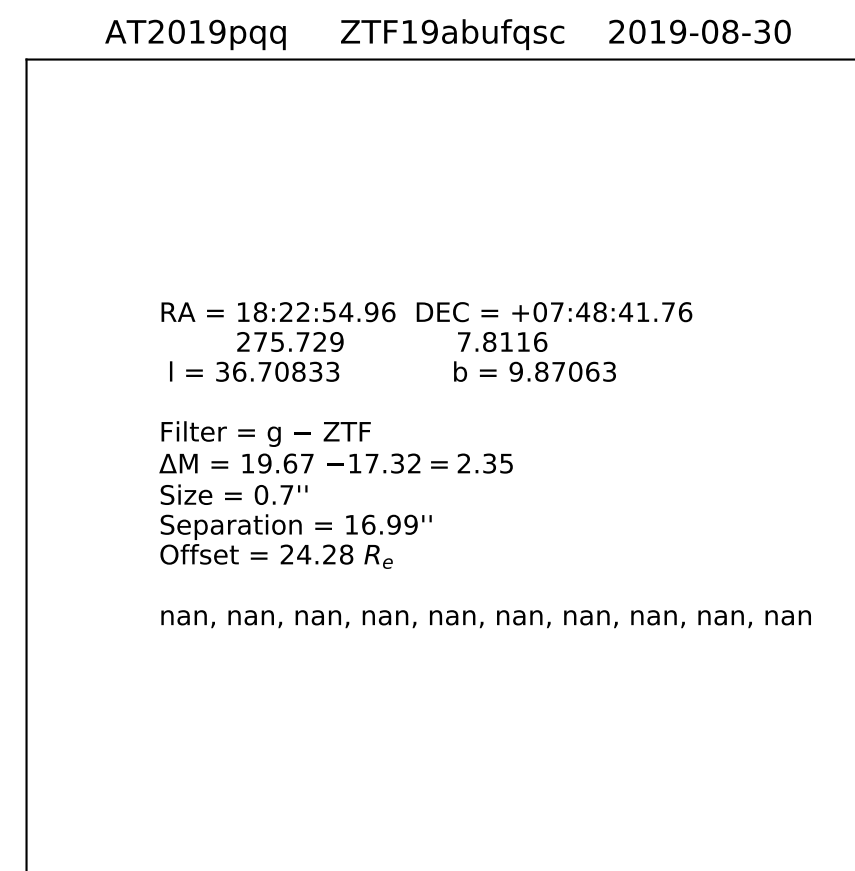 AT2019pqq ZTF19abufqsc 2019-08-30
RA = 18:22:54.96 DEC = +07:48:41.76
275.729 7.8116
l = 36.70833 b = 9.87063
Filter = g − ZTF
ΔM = 19.67 −17.32 = 2.35
Size = 0.7''
Separation = 16.99''
Offset = 24.28 Rₑ
nan, nan, nan, nan, nan, nan, nan, nan, nan, nan